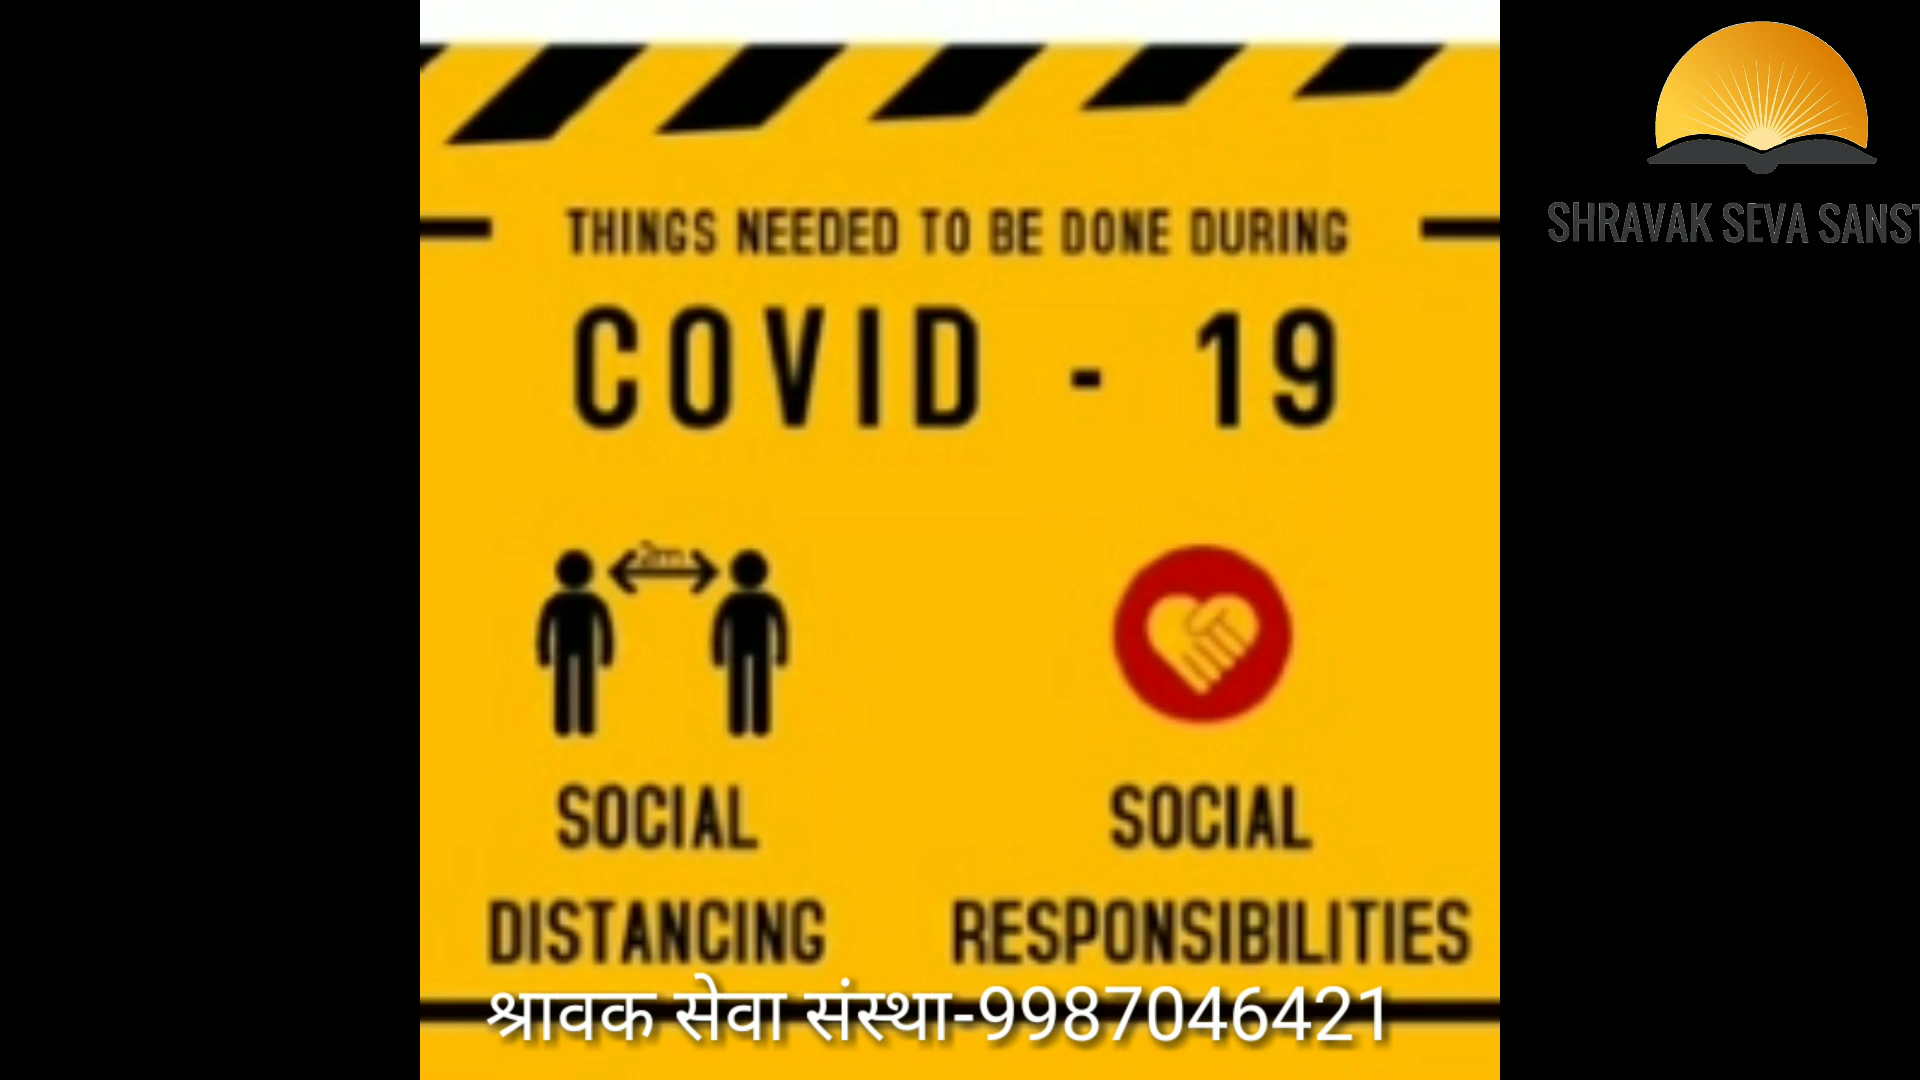 THINGS NEEDED TO BE DONE DURING
COVID - 19
2m
SOCIAL
DISTANCING
SOCIAL
RESPONSIBILITIES
श्रावक सेवा संस्था-9987046421
SHRAVAK SEVA SANST